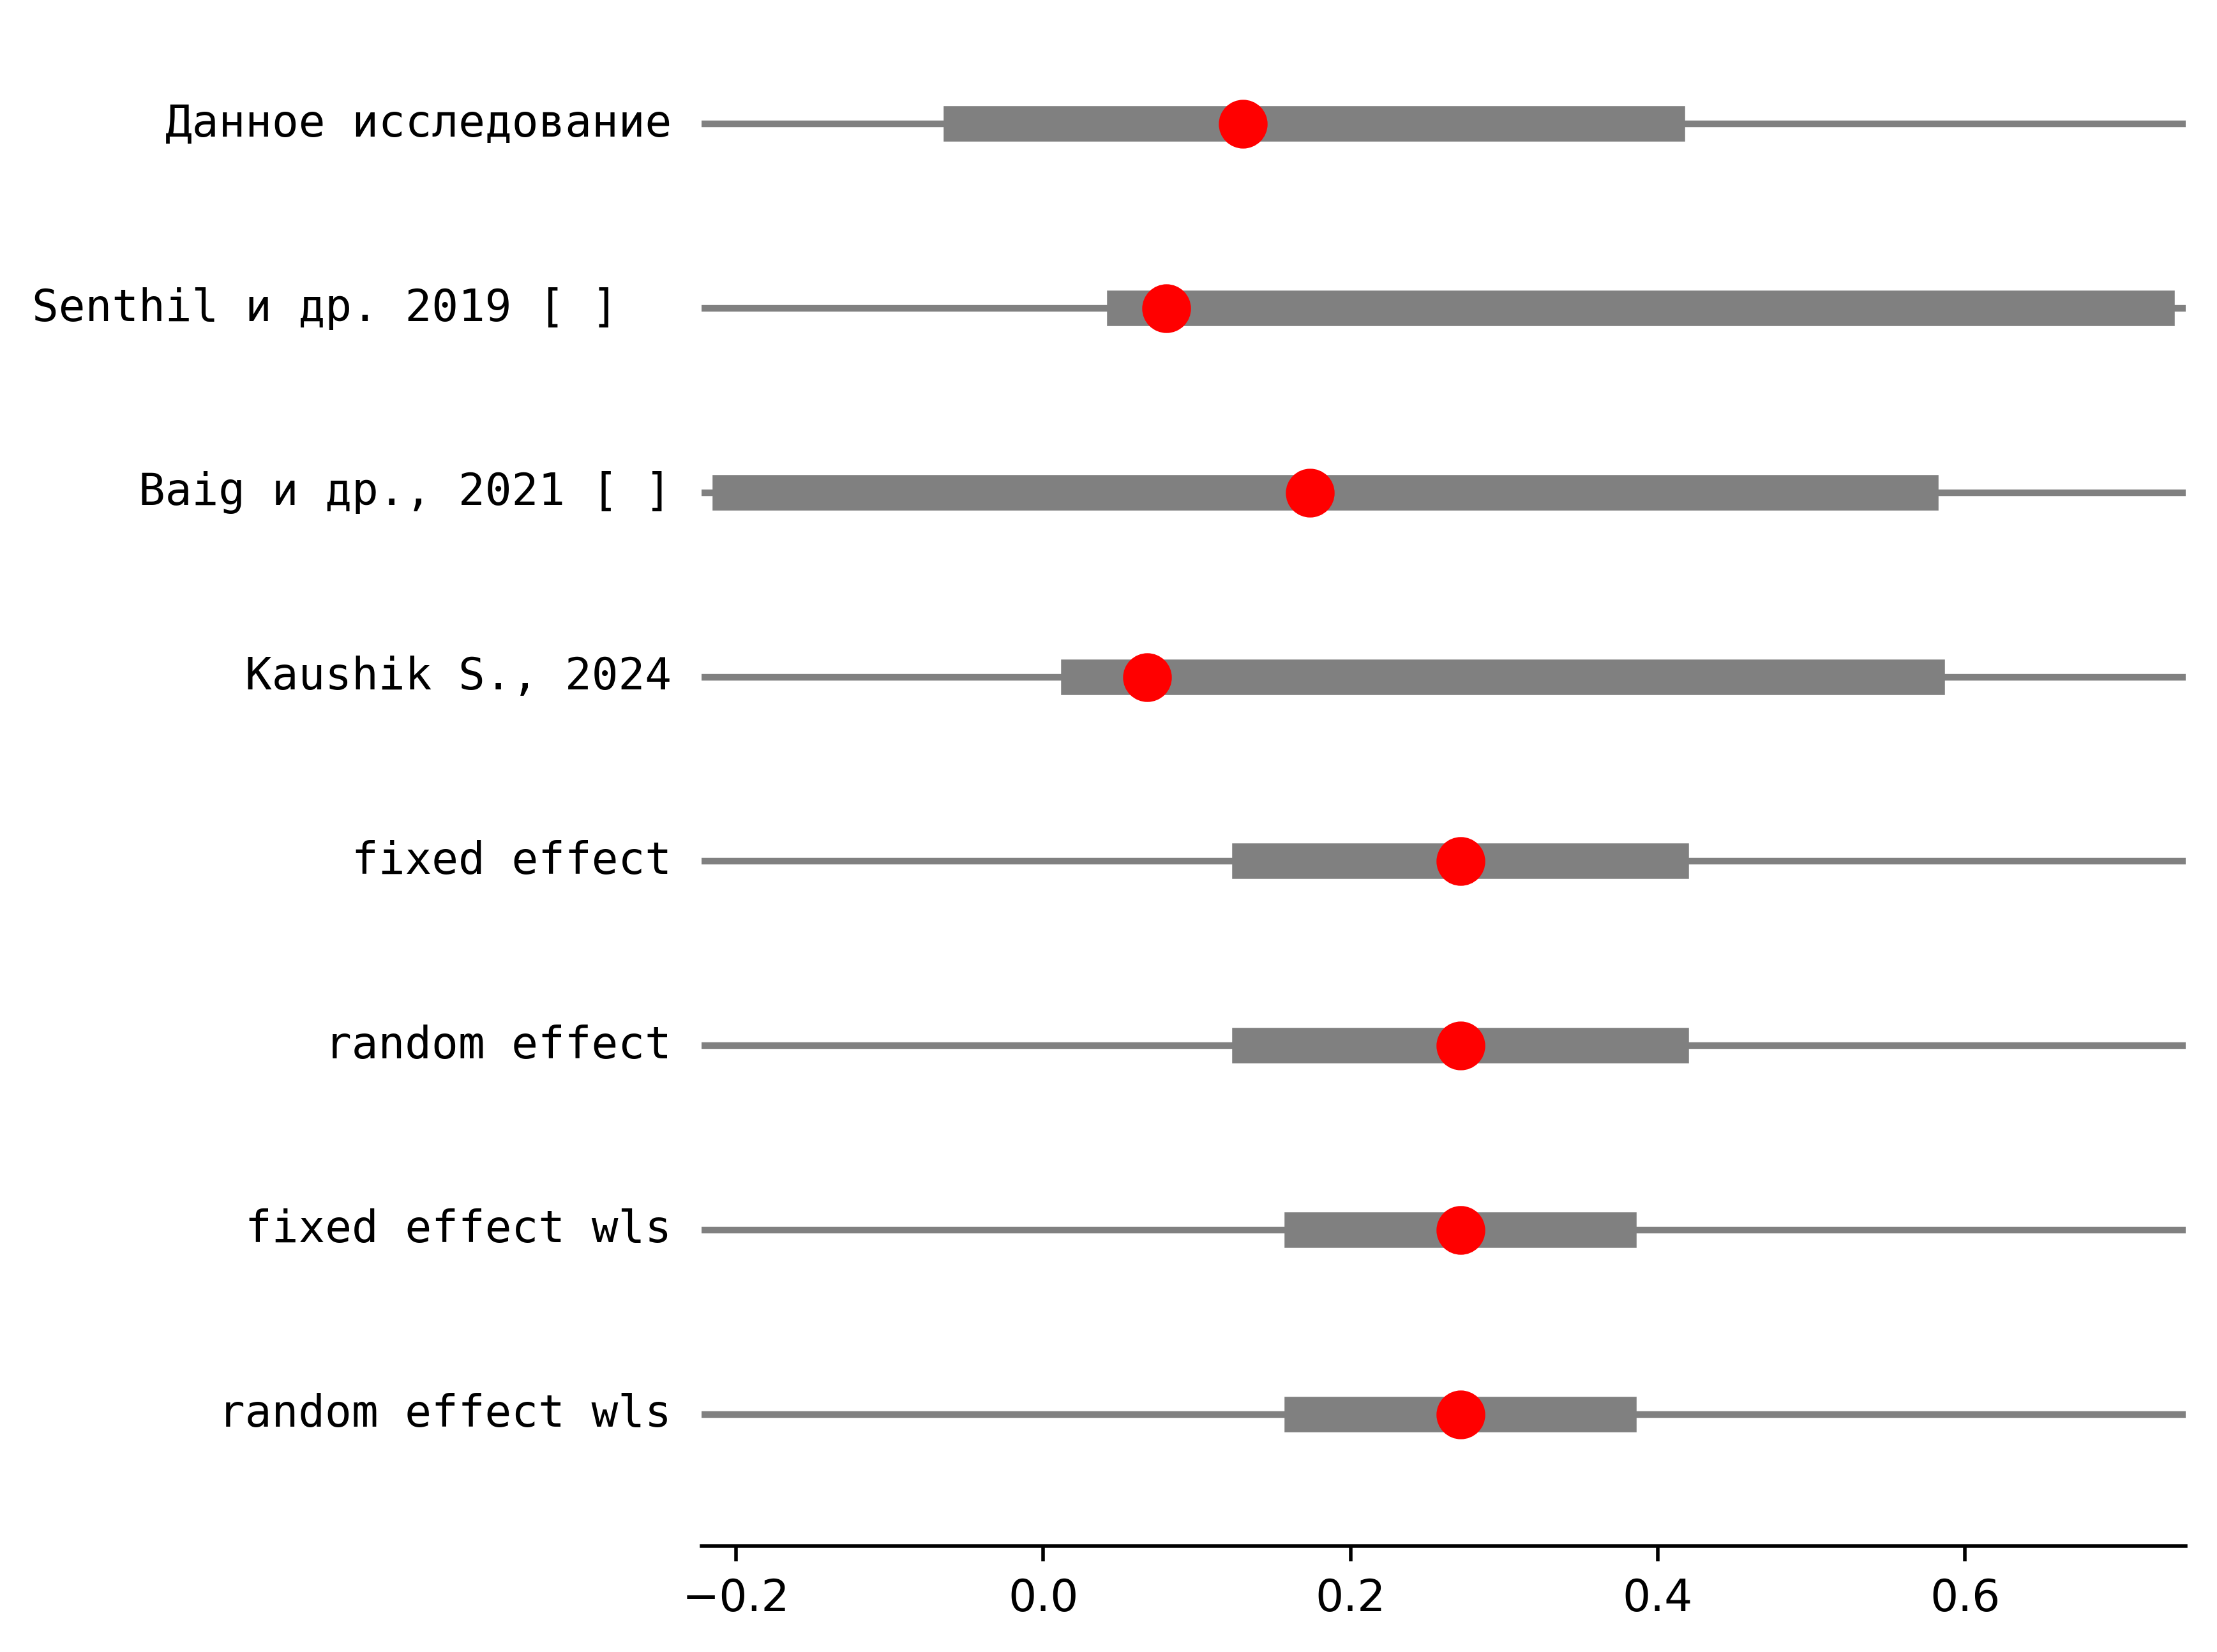 Данное исследование
Senthil и др. 2019 [ ]
Baig и др., 2021 [ ]
Kaushik S., 2024
fixed effect
random effect
fixed effect wls
random effect wls
−0.2 0.0 0.2 0.4 0.6